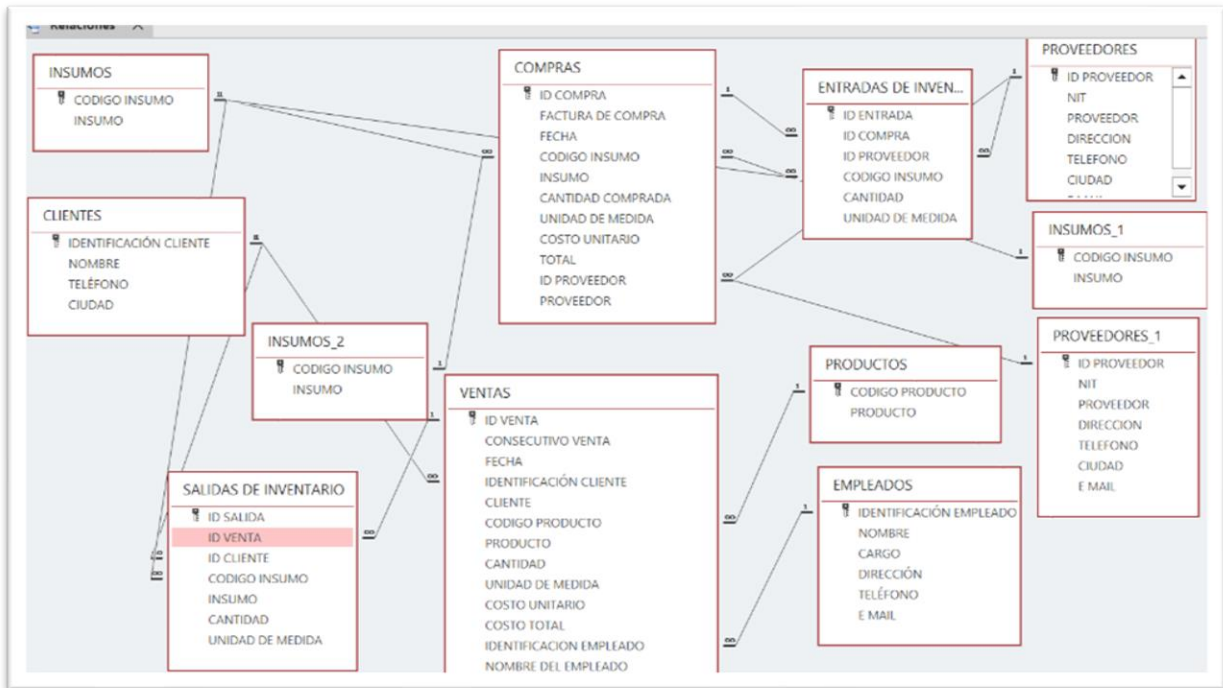 Relaciones
INSUMOS
CODIGO INSUMO
INSUMO
CLIENTES
IDENTIFICACIÓN CLIENTE
NOMBRE
TELÉFONO
CIUDAD
INSUMOS_2
CODIGO INSUMO
INSUMO
SALIDAS DE INVENTARIO
ID SALIDA
ID VENTA
ID CLIENTE
CODIGO INSUMO
INSUMO
CANTIDAD
UNIDAD DE MEDIDA
COMPRAS
ID COMPRA
FACTURA DE COMPRA
FECHA
CODIGO INSUMO
INSUMO
CANTIDAD COMPRADA
UNIDAD DE MEDIDA
COSTO UNITARIO
TOTAL
ID PROVEEDOR
PROVEEDOR
VENTAS
ID VENTA
CONSECUTIVO VENTA
FECHA
IDENTIFICACIÓN CLIENTE
CLIENTE
CODIGO PRODUCTO
PRODUCTO
CANTIDAD
UNIDAD DE MEDIDA
COSTO UNITARIO
COSTO TOTAL
IDENTIFICACION EMPLEADO
NOMBRE DEL EMPLEADO
ENTRADAS DE INVEN...
ID ENTRADA
ID COMPRA
ID PROVEEDOR
CODIGO INSUMO
CANTIDAD
UNIDAD DE MEDIDA
PRODUCTOS
CODIGO PRODUCTO
PRODUCTO
EMPLEADOS
IDENTIFICACIÓN EMPLEADO
NOMBRE
CARGO
DIRECCIÓN
TELÉFONO
E MAIL
PROVEEDORES
ID PROVEEDOR
NIT
PROVEEDOR
DIRECCION
TELEFONO
CIUDAD
INSUMOS_1
CODIGO INSUMO
INSUMO
PROVEEDORES_1
ID PROVEEDOR
NIT
PROVEEDOR
DIRECCION
TELEFONO
CIUDAD
E MAIL